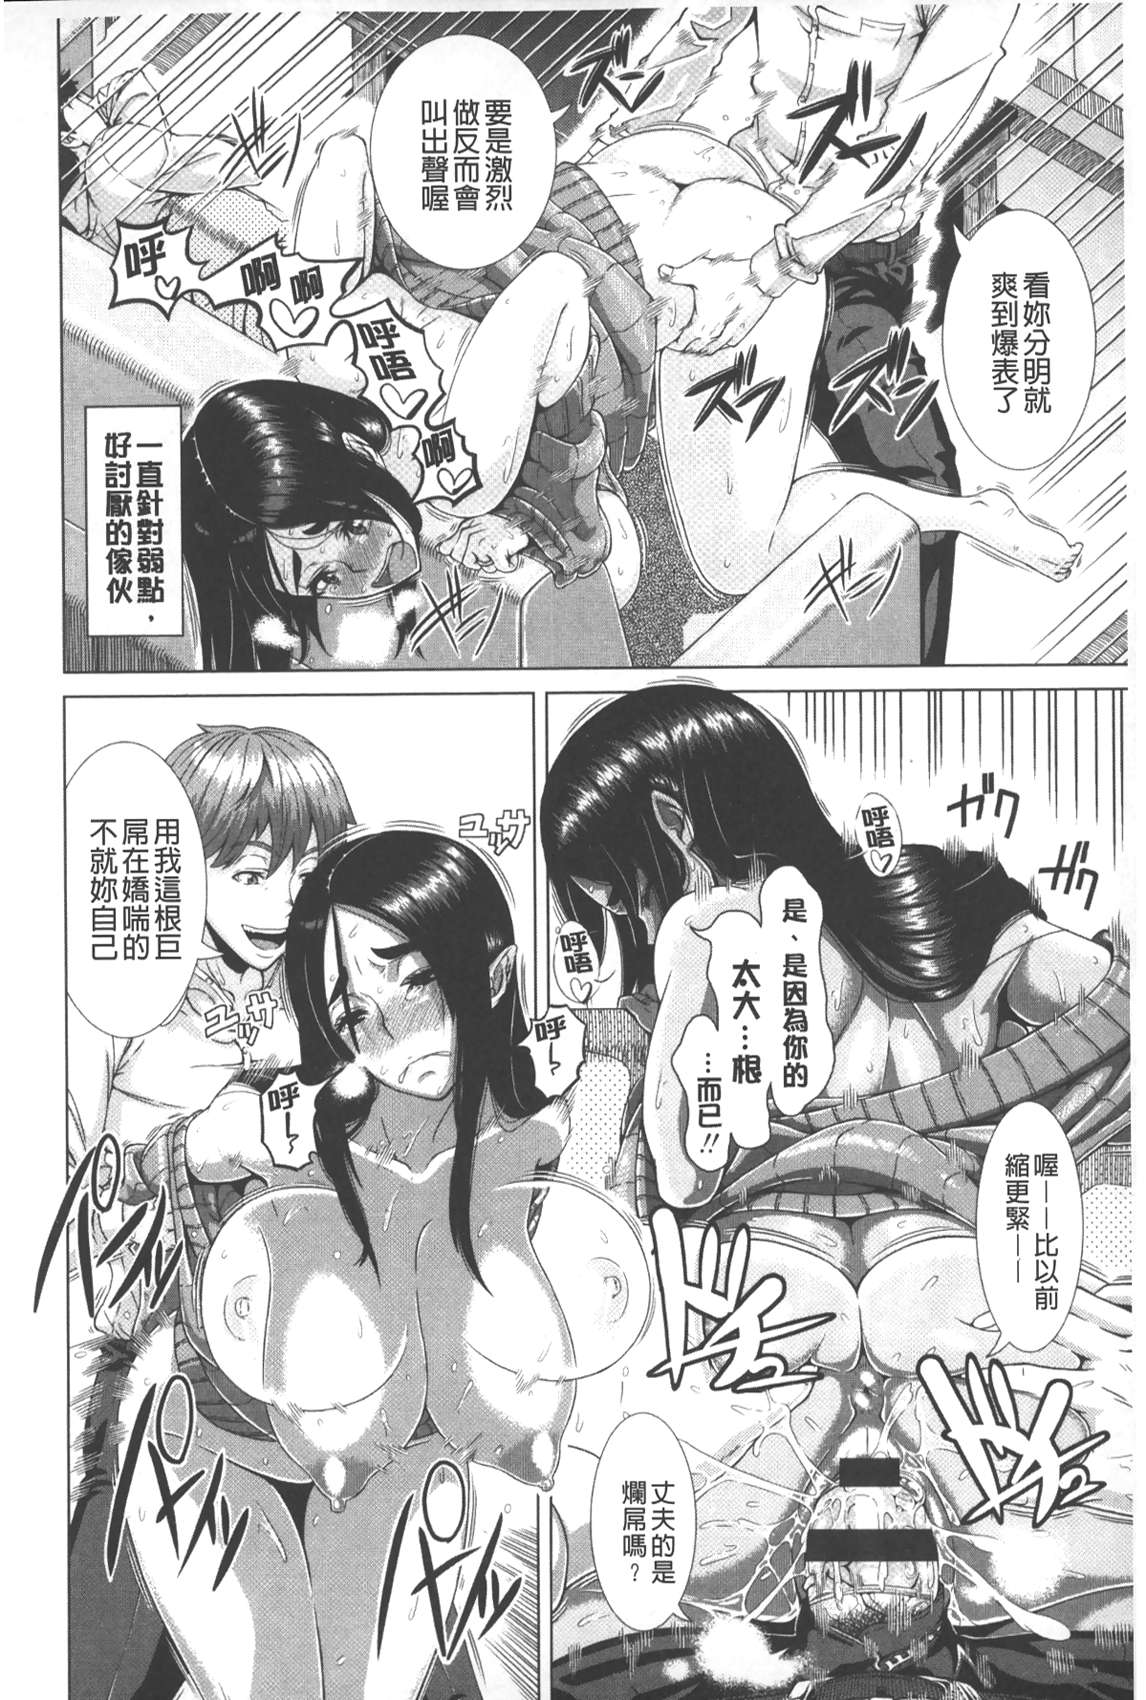 看妳分明就
爽到爆表了
要是激烈
做反而會
叫出聲喔
呼
啊
啊
呼唔
啊
一直針對弱點，
好討厭的傢伙
ガク
ガク
呼唔
呼唔
是、是因為你的
太大…根
…而已!!
喔——比以前
縮更緊——
丈夫的是
爛屌嗎？
ユッサ
ユッサ
呼～
呼～
用我這根巨
屌在嬌喘的
不就妳自己
パン
パン
パン